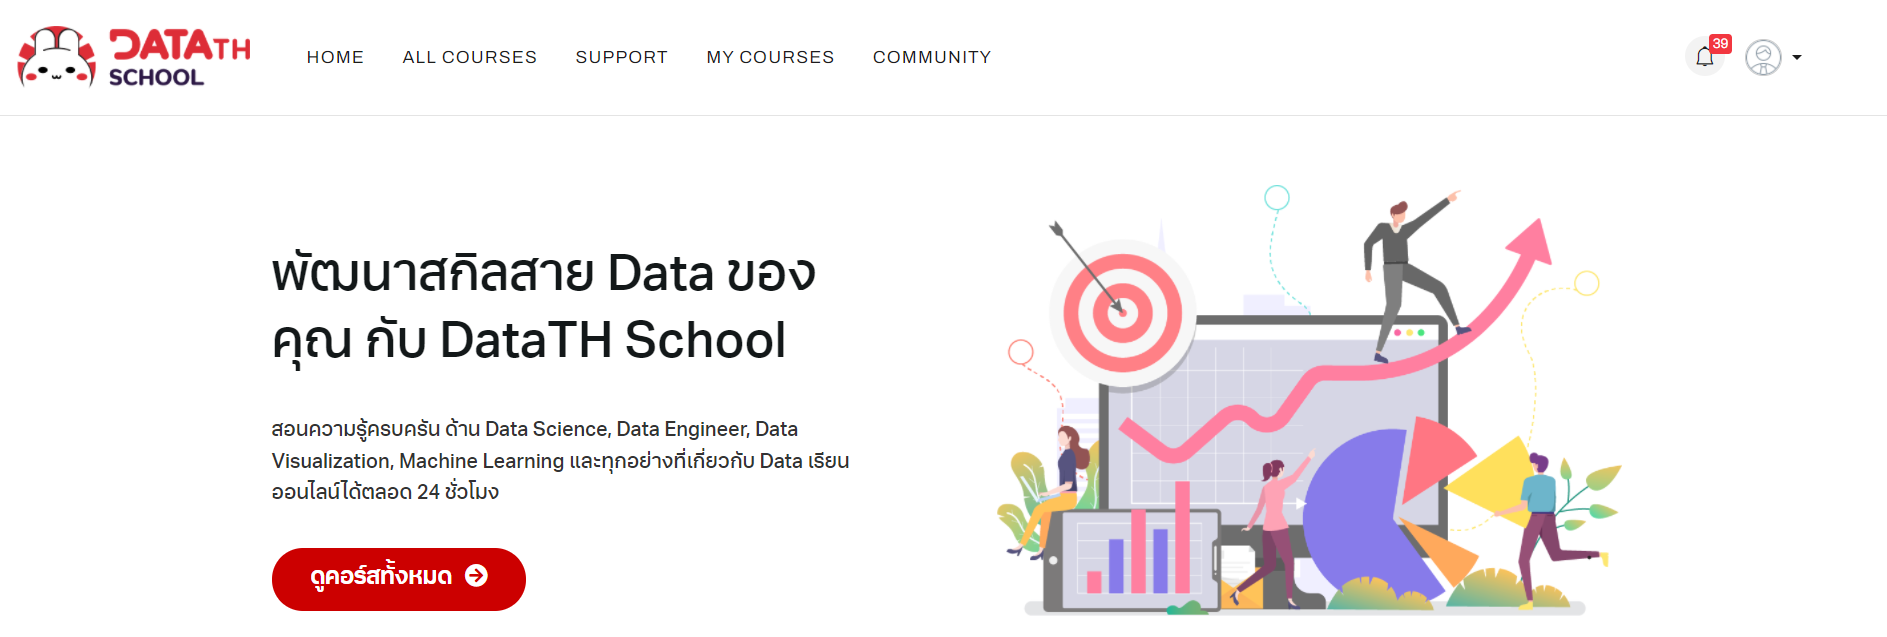 DATATH
SCHOOL
HOME ALL COURSES SUPPORT MY COURSES COMMUNITY
39
พัฒนาสกิลสาย Data ของ
คุณ กับ DataTH School
สอนความรู้ครบครัน ด้าน Data Science, Data Engineer, Data
Visualization, Machine Learning และทุกอย่างที่เกี่ยวกับ Data เรียน
ออนไลน์ได้ตลอด 24 ชั่วโมง
ดูคอร์สทั้งหมด